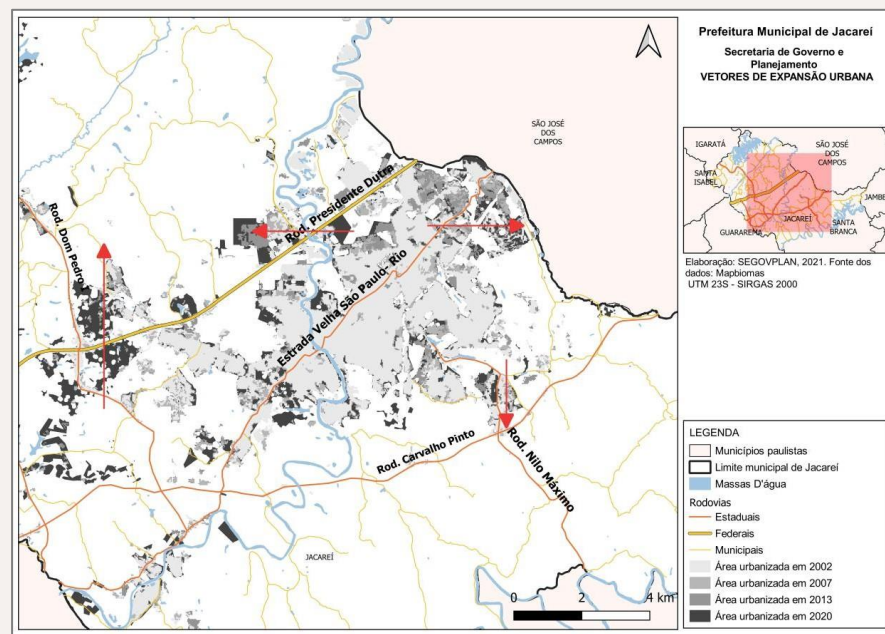 Prefeitura Municipal de Jacareí
Secretaria de Governo e
Planejamento
VETORES DE EXPANSÃO URBANA
SÃO JOSÉ
DOS
CAMPOS
Rod. Presidente Dutra
Rod. Dom Pedro I
Estrada Velha São Paulo- Rio
Rod. Carvalho Pinto
Rod. Nilo Máximo
JACAREÍ
0 2 4 km
IGARATÁ
SÃO JOSÉ
DOS
CAMPOS
SANTA
ISABEL
JAMBE
JACAREÍ
SANTA
BRANCA
GUARAREMA
Elaboração: SEGOVPLAN, 2021. Fonte dos
dados: Mapbiomas
UTM 23S - SIRGAS 2000
LEGENDA
Municípios paulistas
Limite municipal de Jacareí
Massas D'água
Rodovias
Estaduais
Federais
Municipais
Área urbanizada em 2002
Área urbanizada em 2007
Área urbanizada em 2013
Área urbanizada em 2020